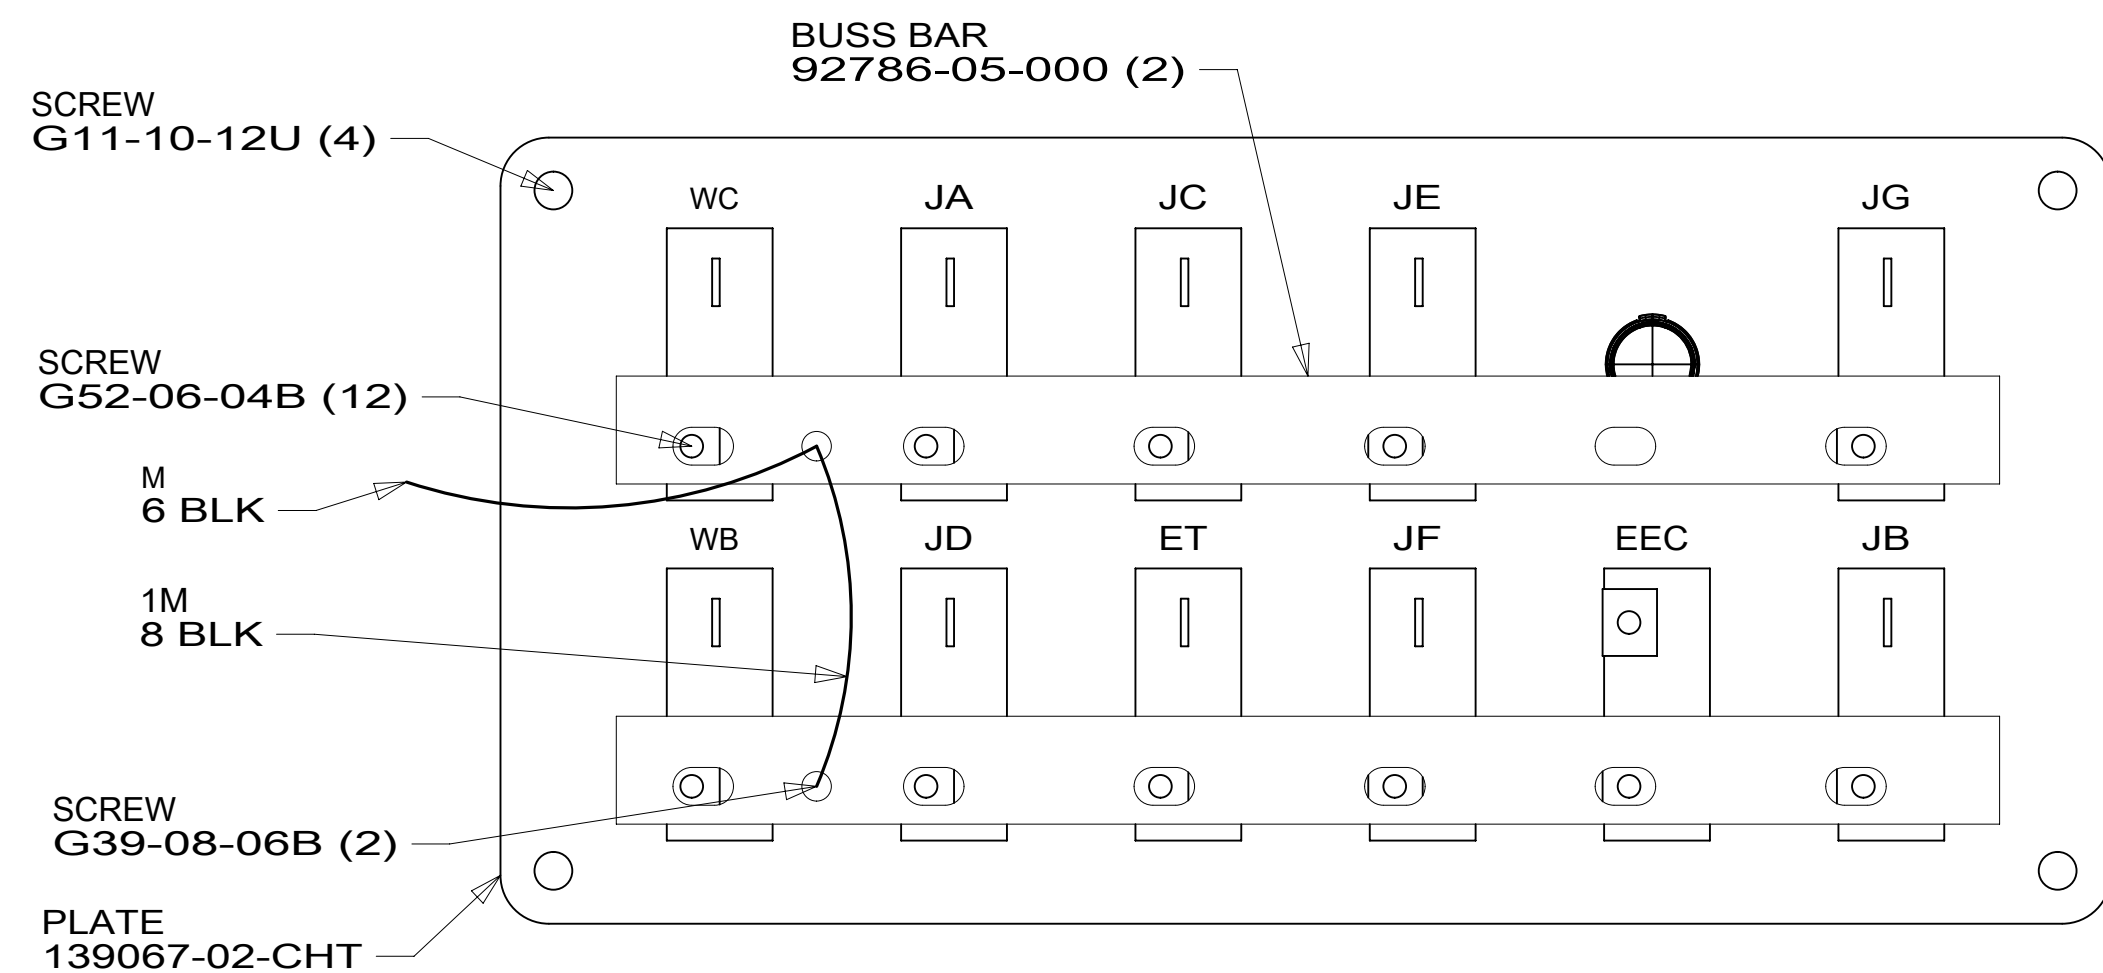 BUSS BAR
92786-05-000 (2)
SCREW
G11-10-12U (4)
WC JA JC JE JG
SCREW
G52-06-04B (12)
M
6 BLK
WB JD ET JF EEC JB
1M
8 BLK
SCREW
G39-08-06B (2)
PLATE
139067-02-CHT